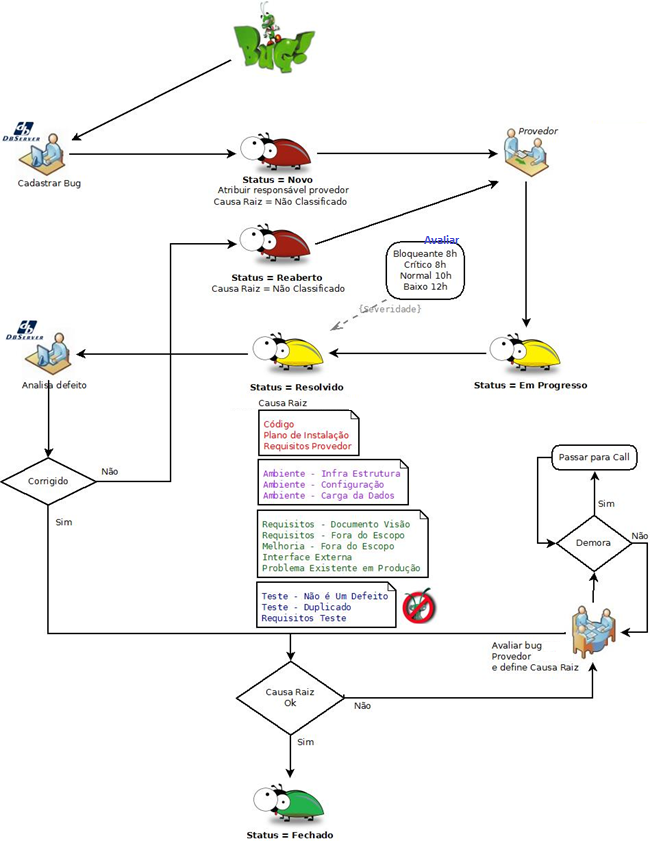 Bug!
DBServer
Provedor
Cadastrar Bug
Status = Novo
Atribuir responsável provedor
Causa Raiz = Não Classificado
Avaliar
Bloqueante 8h
Crítico 8h
Normal 10h
Baixo 12h
Status = Reaberto
Causa Raiz = Não Classificado
{Severidade}
DBServer
Analisa defeito
Status = Resolvido
Status = Em Progresso
Causa Raiz
Código
Plano de Instalação
Requisitos Provedor
Ambiente - Infra Estrutura
Ambiente - Configuração
Ambiente - Carga da Dados
Requisitos - Documento Visão
Requisitos - Fora do Escopo
Melhoria - Fora do Escopo
Interface Externa
Problema Existente em Produção
Teste - Não é Um Defeito
Teste - Duplicado
Requisitos Teste
Corrigido
Não
Sim
Passar para Call
Sim
Demora
Não
Avaliar bug
Provedor
e define Causa Raiz
Causa Raiz
Ok
Não
Sim
Status = Fechado